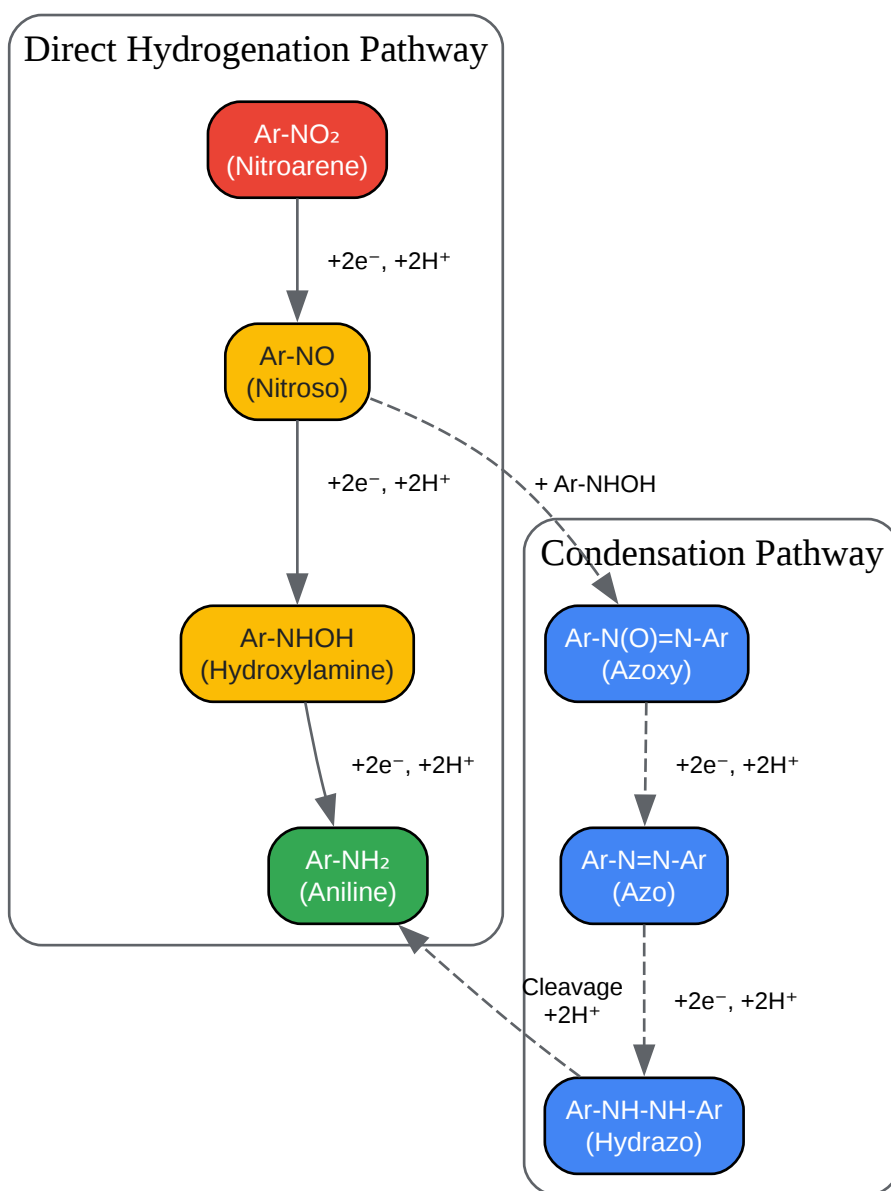 Direct Hydrogenation Pathway
Ar-NO₂
(Nitroarene)
+2e⁻, +2H⁺
Ar-NO
(Nitroso)
+2e⁻, +2H⁺
+ Ar-NHOH
Condensation Pathway
Ar-NHOH
(Hydroxylamine)
Ar-N(O)=N-Ar
(Azoxy)
+2e⁻, +2H⁺
+2e⁻, +2H⁺
Ar-NH₂
(Aniline)
Ar-N=N-Ar
(Azo)
Cleavage
+2H⁺
+2e⁻, +2H⁺
Ar-NH-NH-Ar
(Hydrazo)